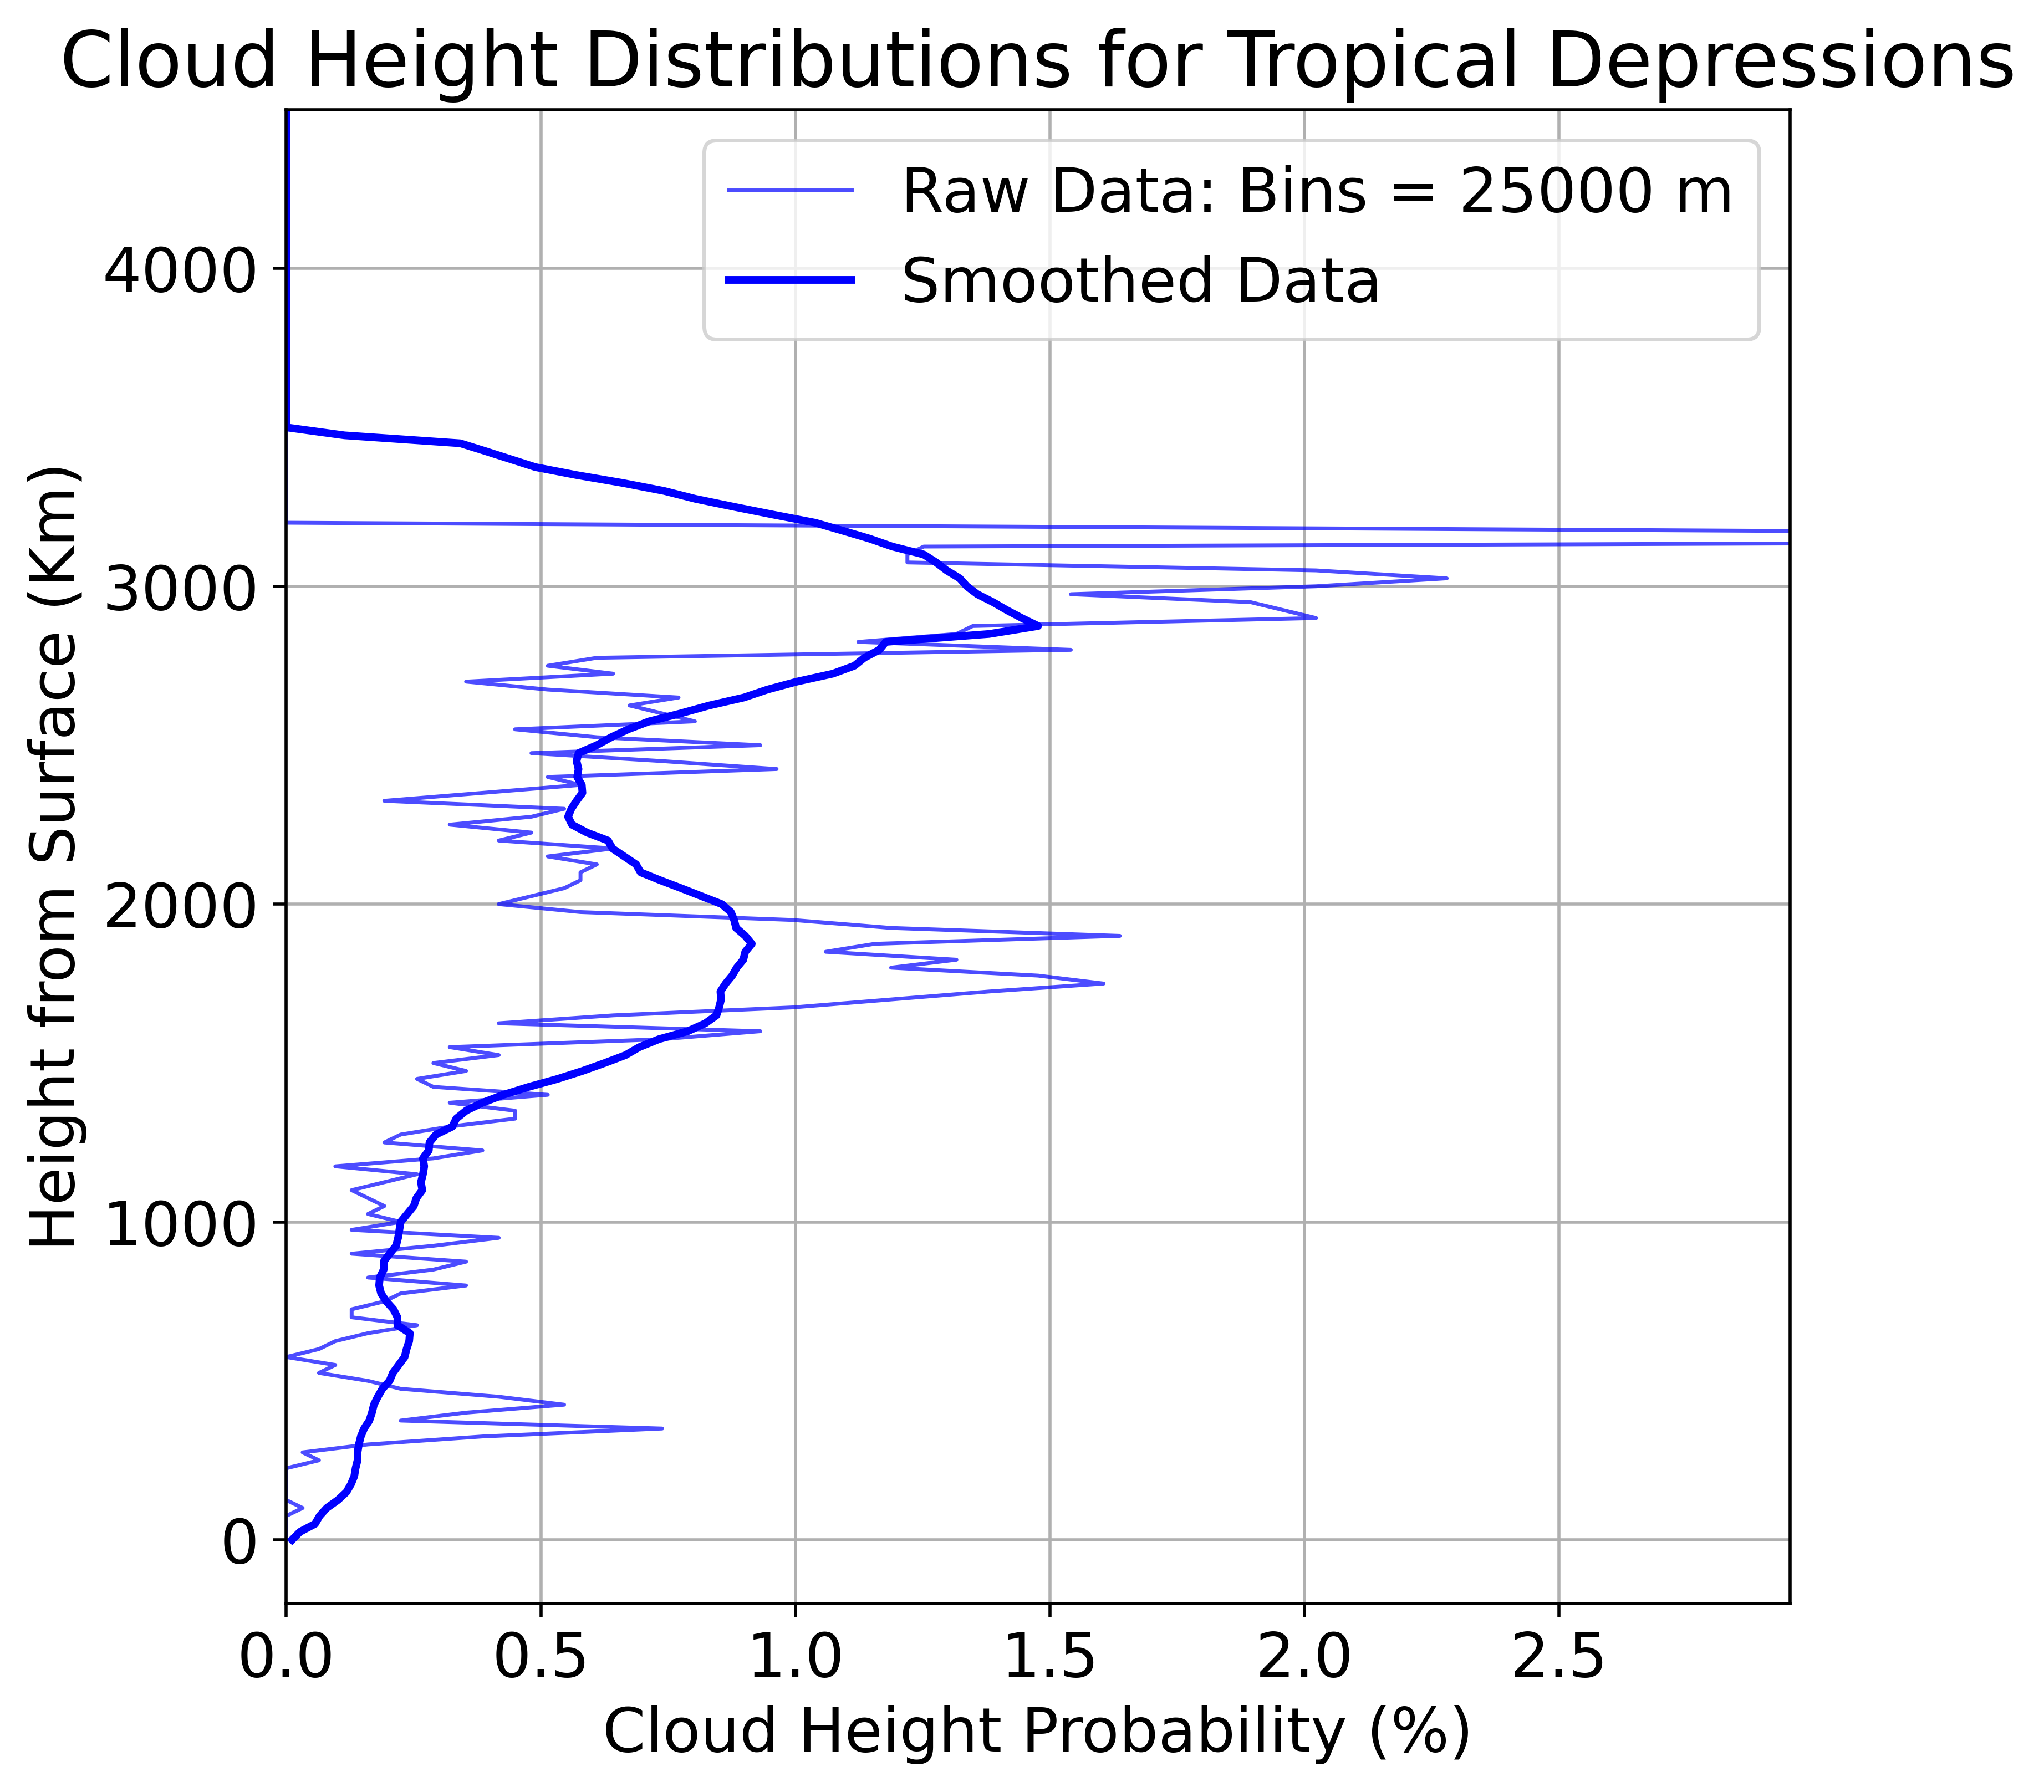 Cloud Height Distributions for Tropical Depressions
Raw Data: Bins = 25000 m
Smoothed Data
Height from Surface (Km)
4000
3000
2000
1000
0
0.0 0.5 1.0 1.5 2.0 2.5
Cloud Height Probability (%)